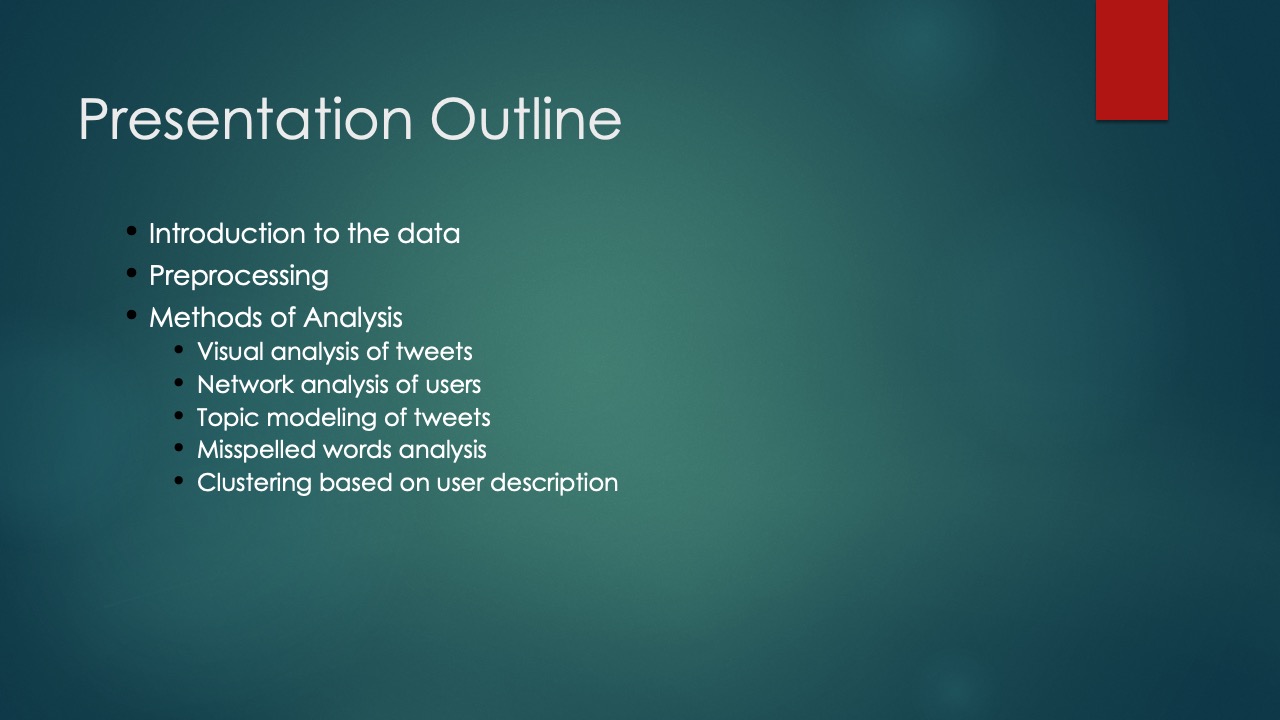 Presentation Outline
• Introduction to the data
• Preprocessing
• Methods of Analysis
• Visual analysis of tweets
• Network analysis of users
• Topic modeling of tweets
• Misspelled words analysis
• Clustering based on user description